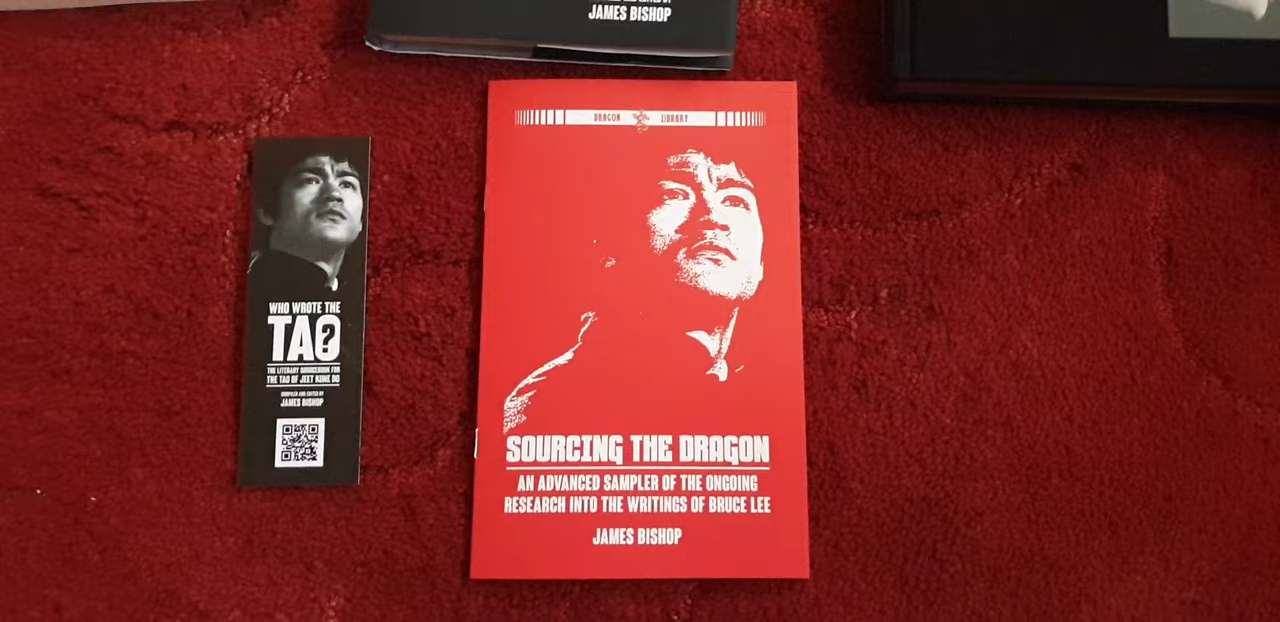 JAMES BISHOP
DRAGON LIBRARY
SOURCING THE DRAGON
AN ADVANCED SAMPLER OF THE ONGOING
RESEARCH INTO THE WRITINGS OF BRUCE LEE
JAMES BISHOP
WHO WROTE THE
TAO?
THE LITERARY SOURCEBOOK FOR
THE TAO OF JEET KUNE DO
COMPILED AND EDITED BY
JAMES BISHOP